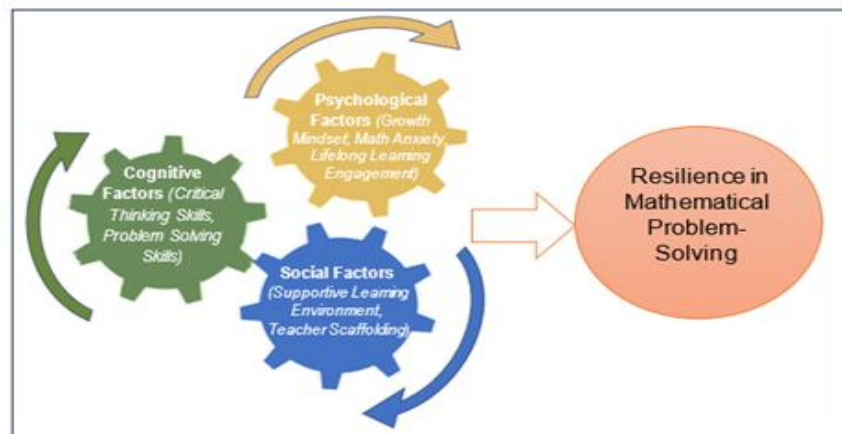 Psychological
Factors (Growth
Mindset, Math Anxiety
Lifelong Learning
Engagement)
Cognitive
Factors (Critical
Thinking Skills,
Problem Solving
Skills)
Social Factors
(Supportive Learning
Environment,
Teacher Scaffolding)
Resilience in
Mathematical
Problem-
Solving